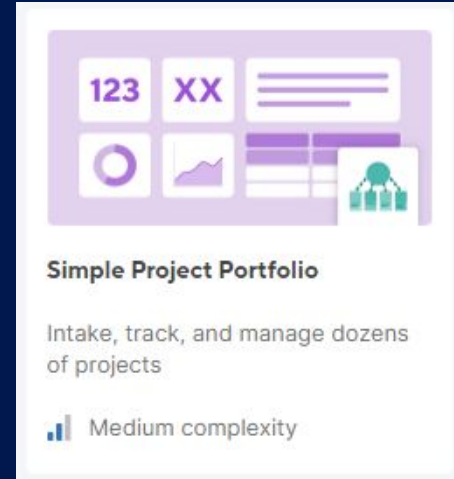 123 XX
Simple Project Portfolio
Intake, track, and manage dozens
of projects
Medium complexity